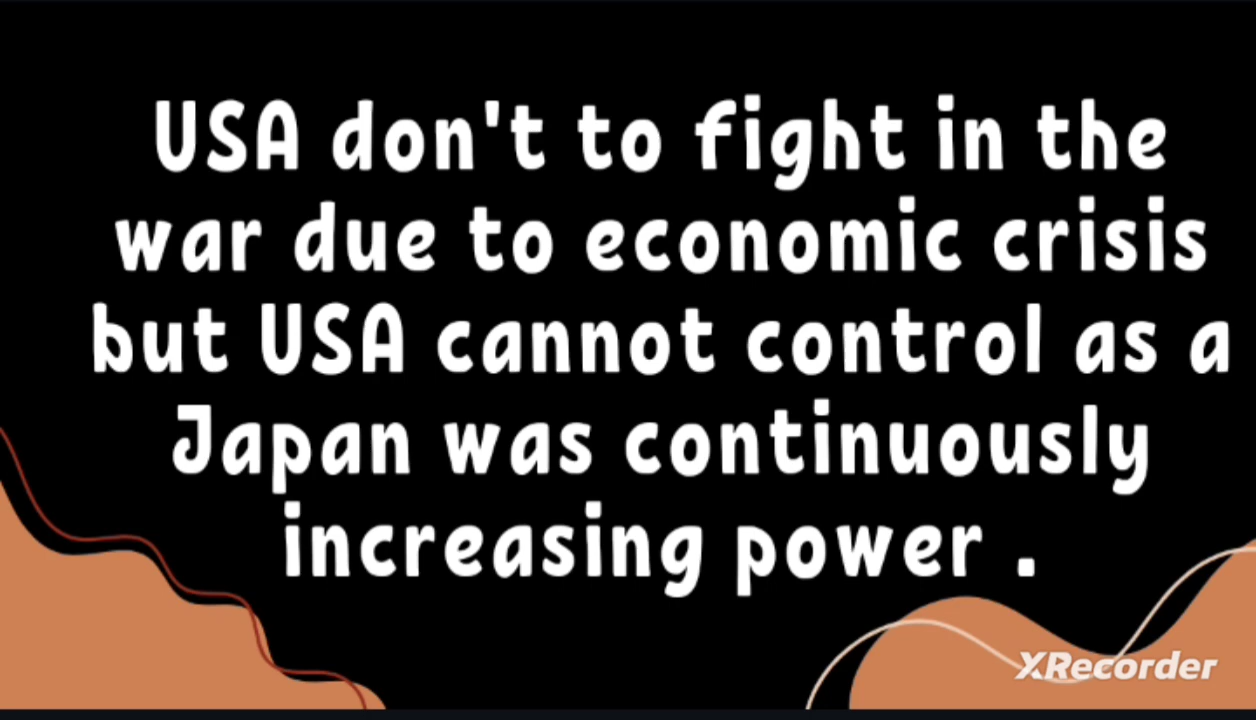 USA don't to fight in the
war due to economic crisis
but USA cannot control as a
Japan was continuously
increasing power .
XRecorder